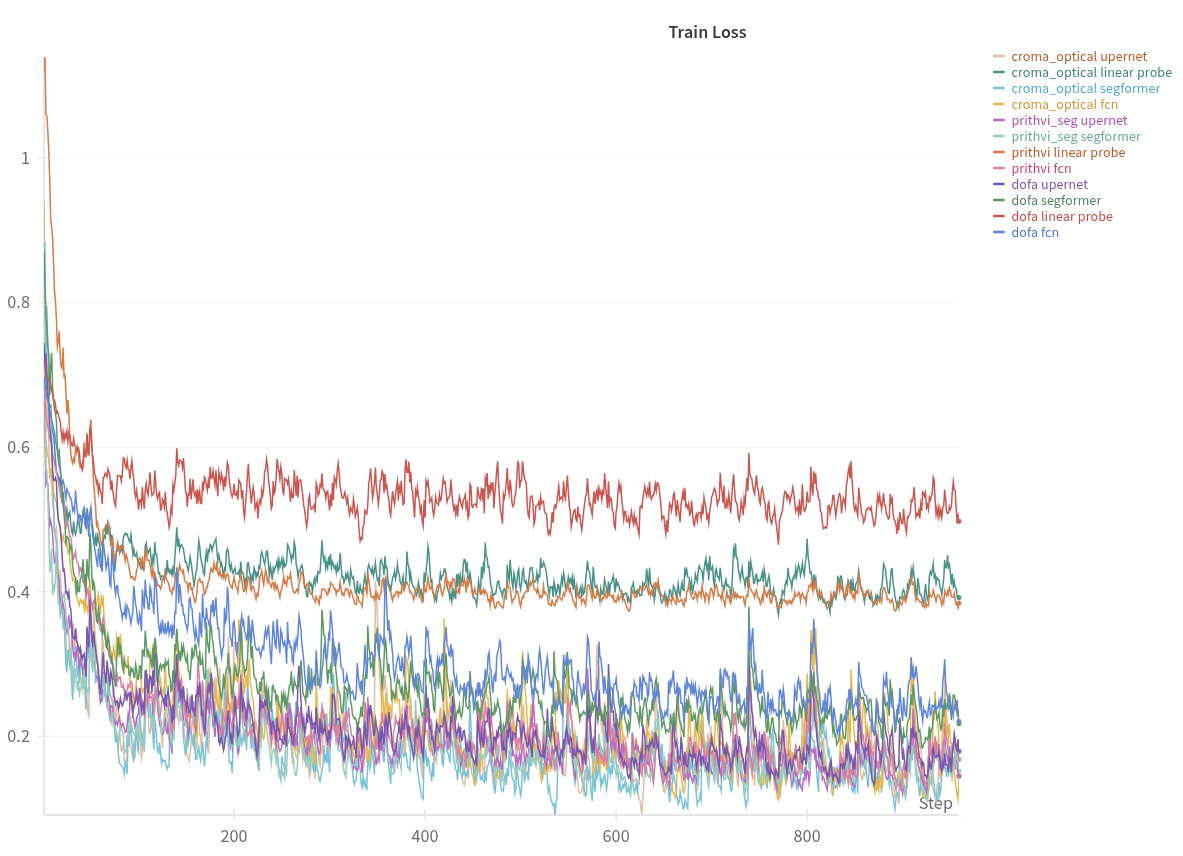 Train Loss
croma_optical upernet
croma_optical linear probe
croma_optical segformer
croma_optical fcn
prithvi_seg upernet
prithvi_seg segformer
prithvi linear probe
prithvi fcn
dofa upernet
dofa segformer
dofa linear probe
dofa fcn
1
0.8
0.6
0.4
0.2
Step
200 400 600 800